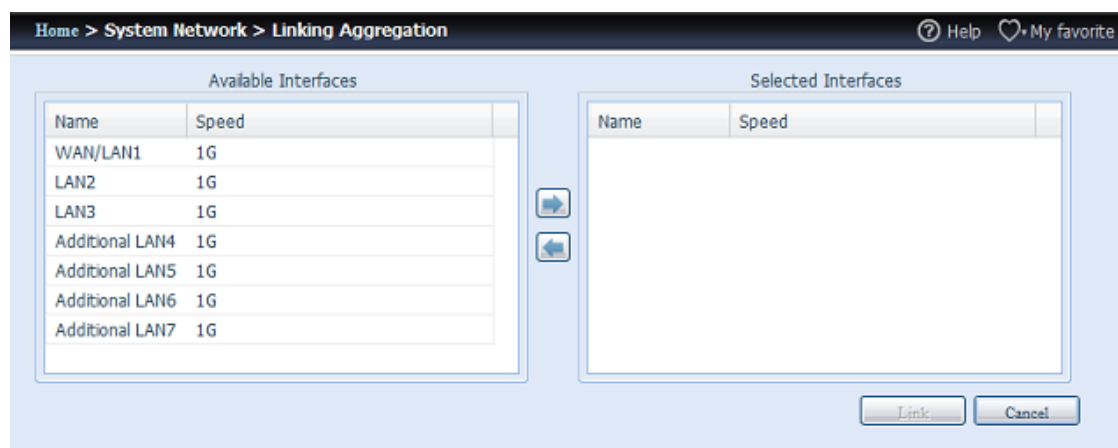 Home > System Network > Linking Aggregation Help My favorite
Available Interfaces Selected Interfaces
Name Speed Name Speed
WAN/LAN1 1G
LAN2 1G
LAN3 1G
Additional LAN4 1G
Additional LAN5 1G
Additional LAN6 1G
Additional LAN7 1G
Link Cancel